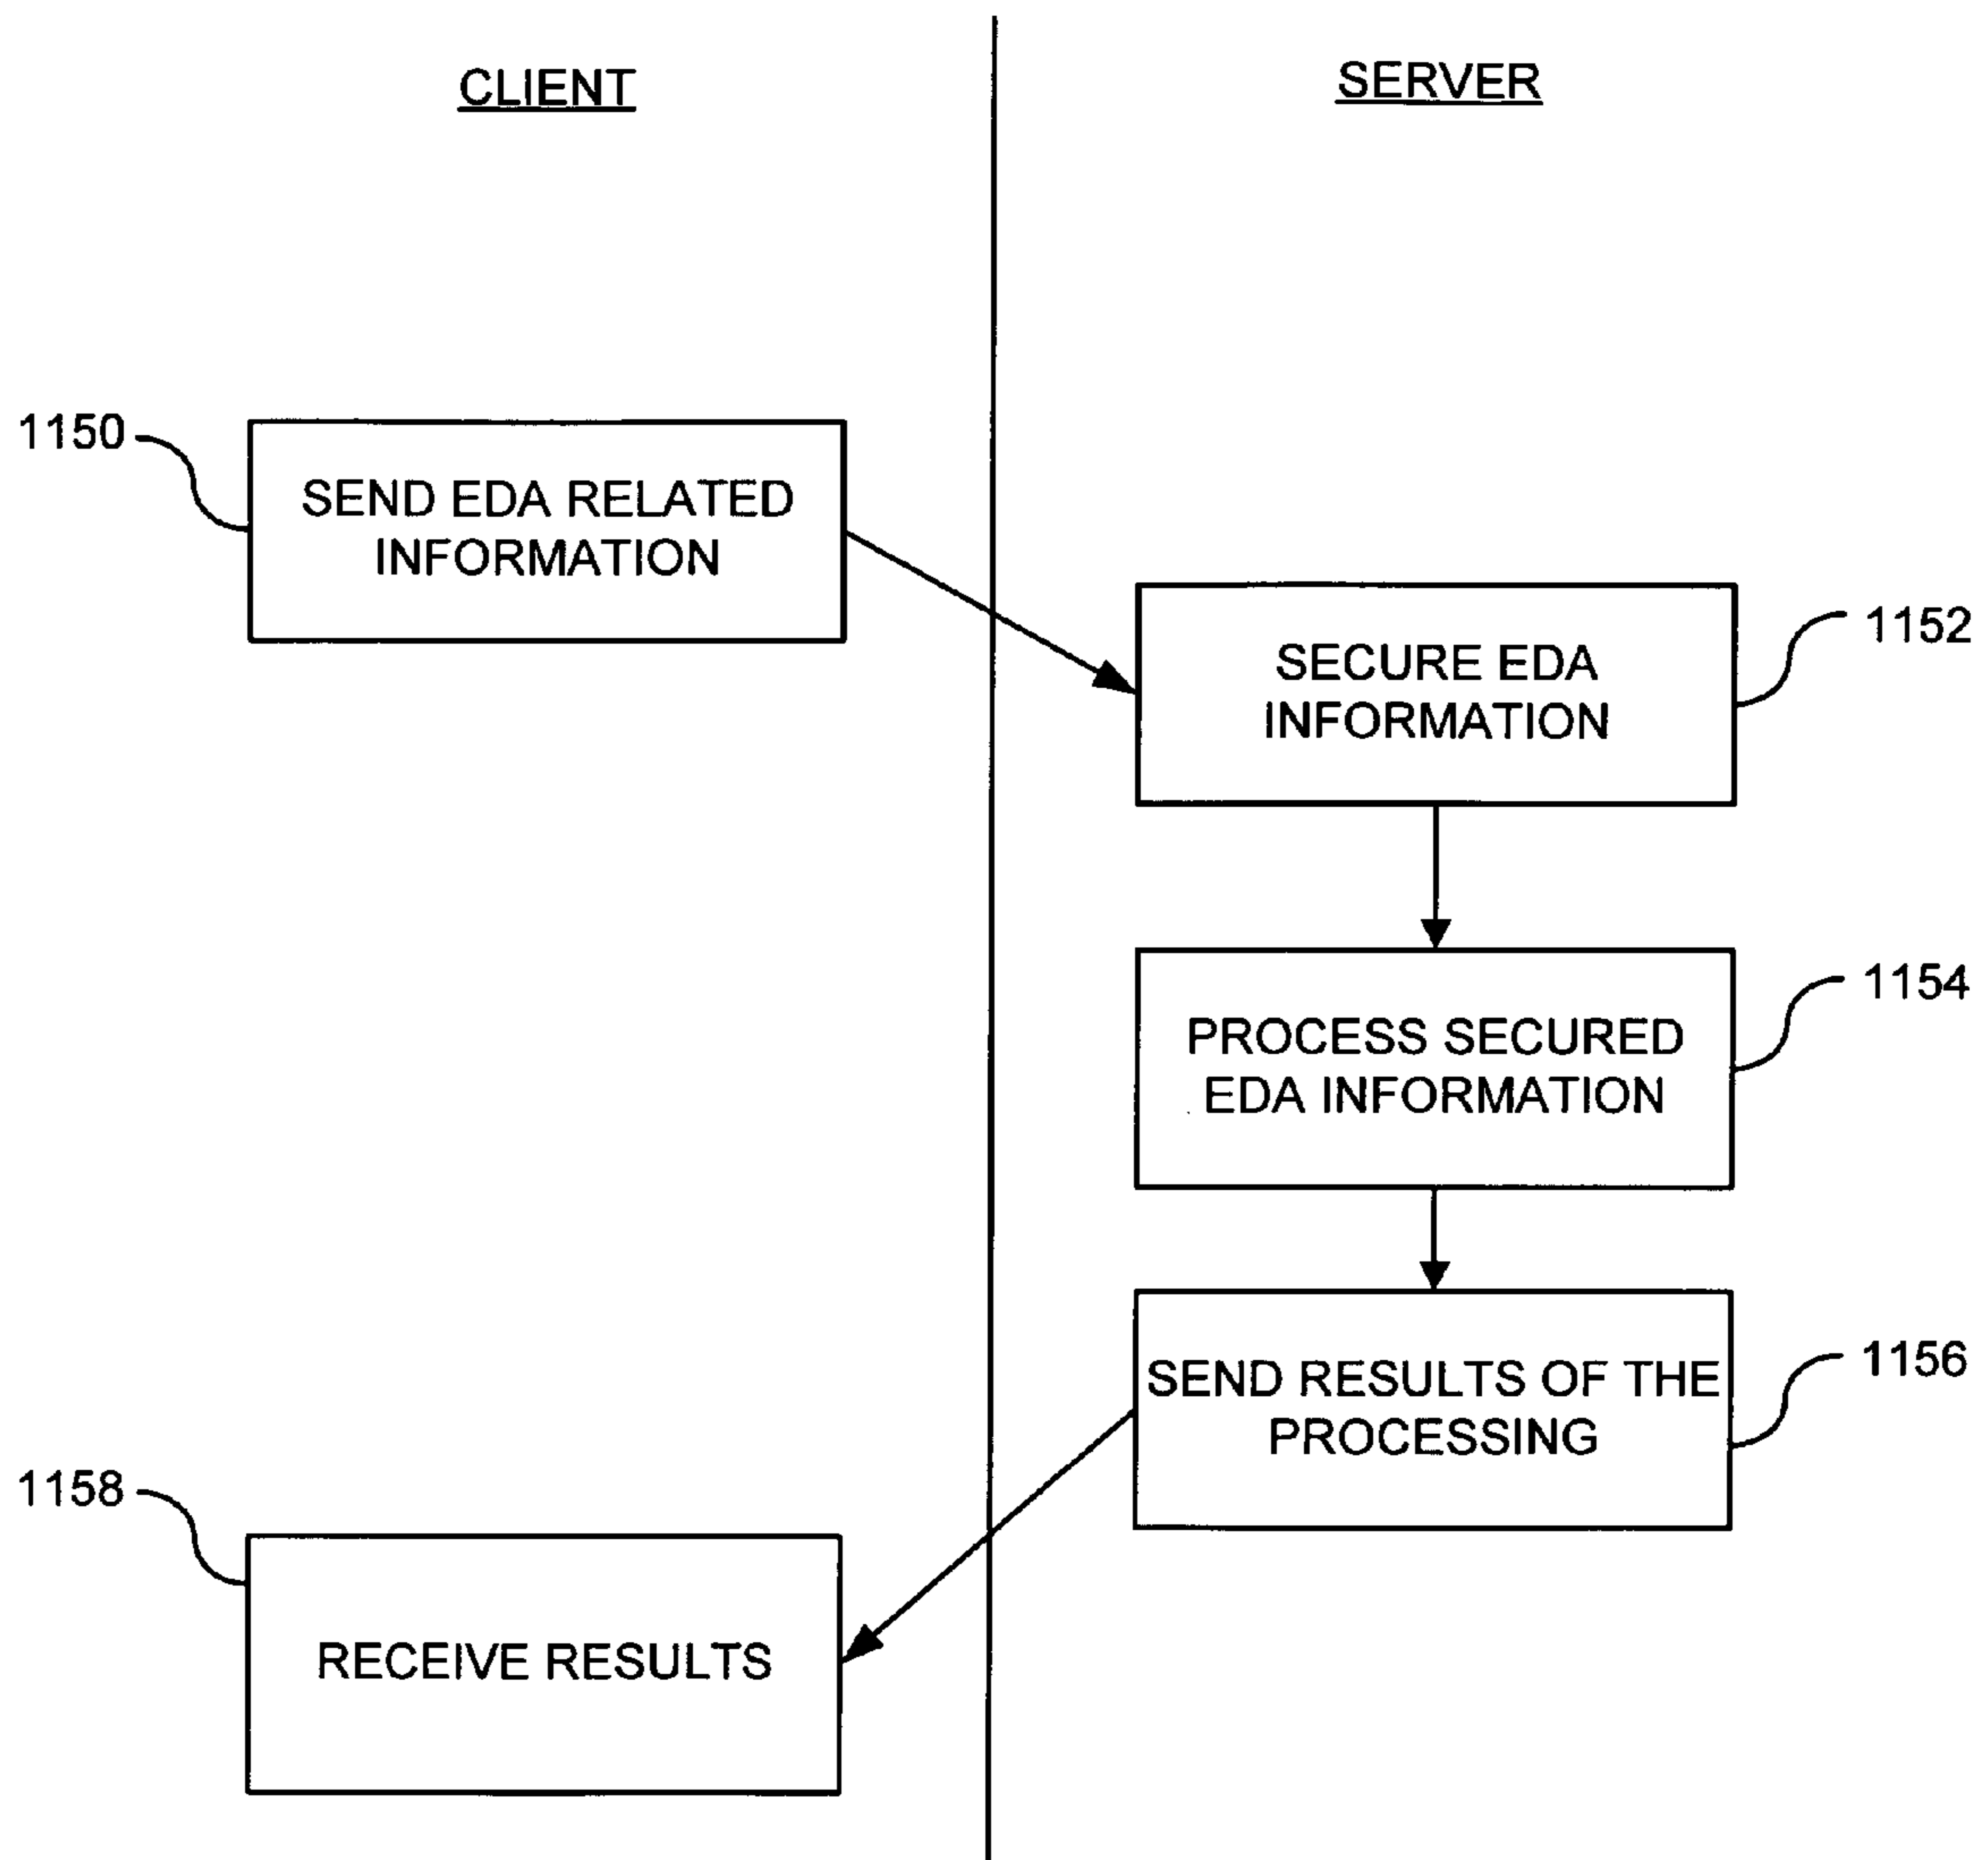 CLIENT
SERVER
1150
SEND EDA RELATED
INFORMATION
1152
SECURE EDA
INFORMATION
1154
PROCESS SECURED
EDA INFORMATION
1156
SEND RESULTS OF THE
PROCESSING
1158
RECEIVE RESULTS